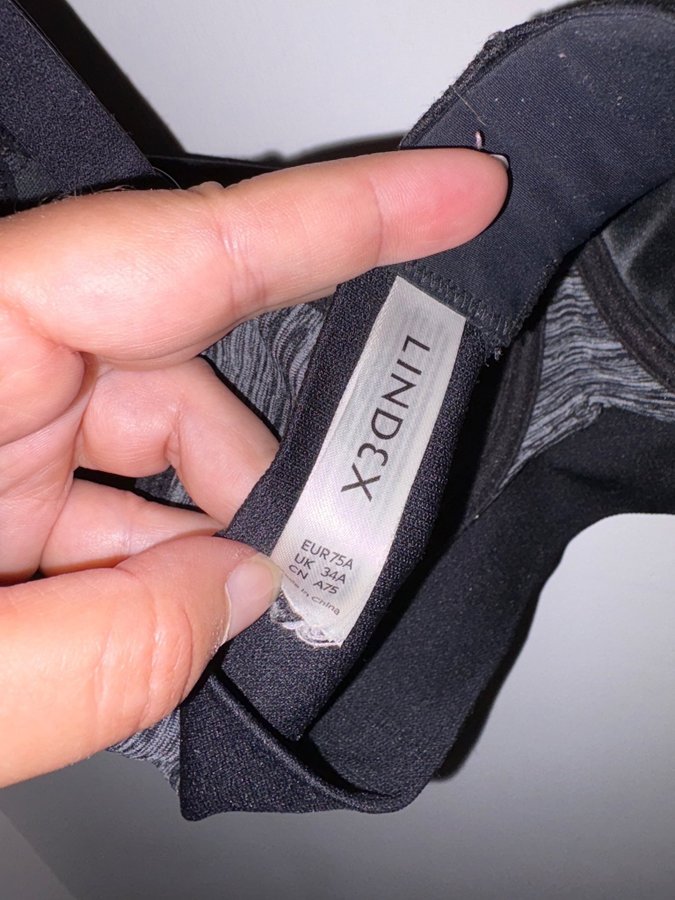 LINDEX
EUR75A
UK 34A
CN A75
in China